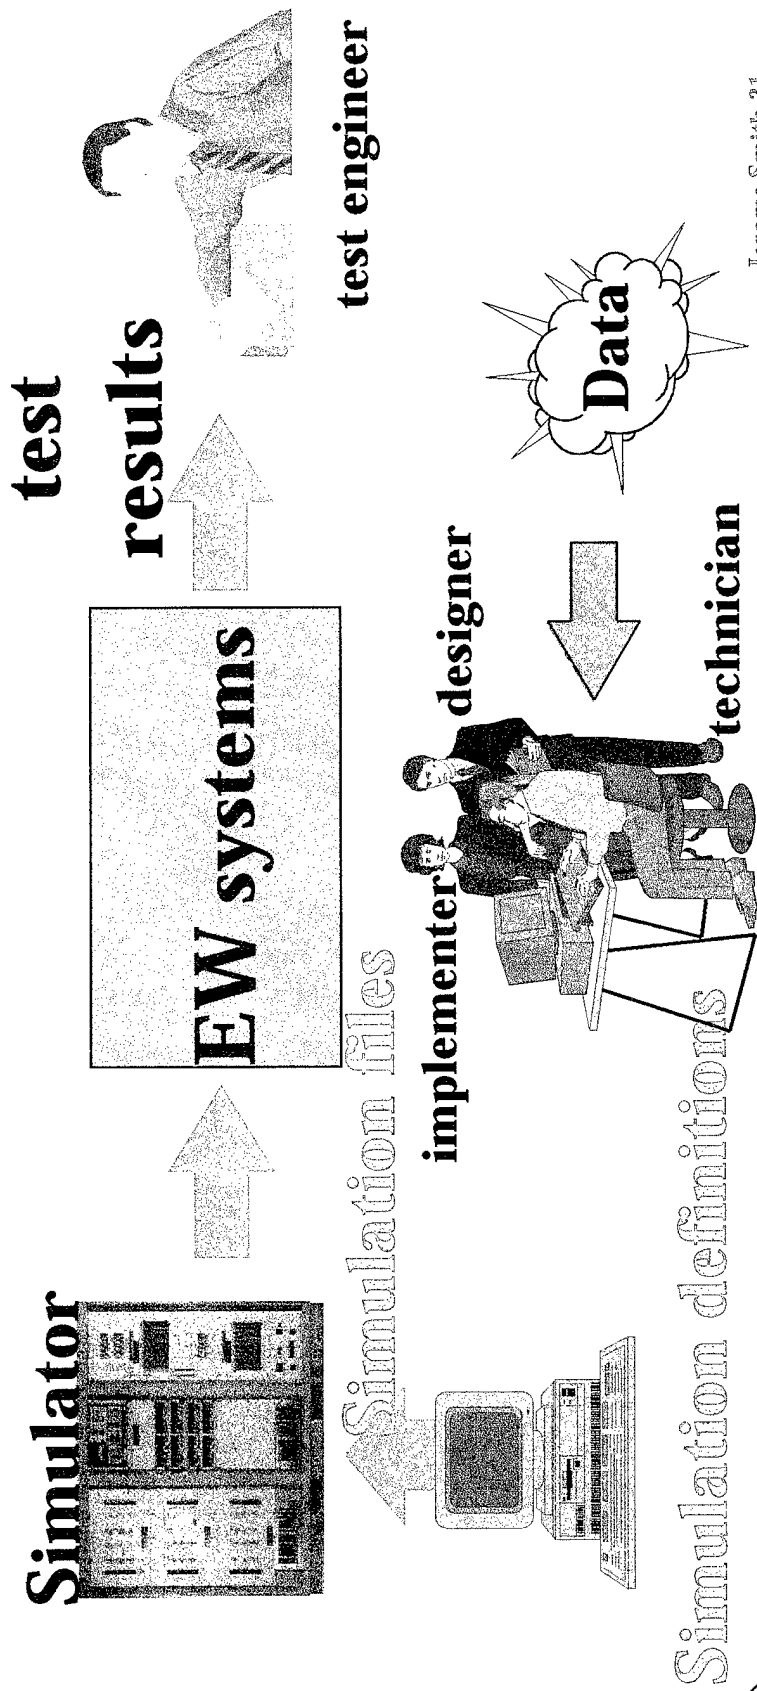 Simulator
EW systems
test
results
test engineer
Simulation files
implementer
designer
Data
technician
Simulation definitions